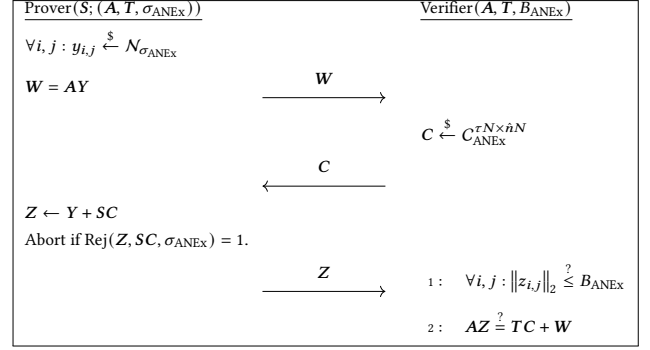 Prover(S; (A, T, σ_ANEx))
Verifier(A, T, B_ANEx)
∀i, j : y_{i,j} ←$ N_{σ_ANEx}
W = AY
W
C ←$ C_ANEx^{τN×n̂N}
C
Z ← Y + SC
Abort if Rej(Z, SC, σ_ANEx) = 1.
Z
1 : ∀i, j : ‖z_{i,j}‖₂ ≤? B_ANEx
2 : AZ =? TC + W